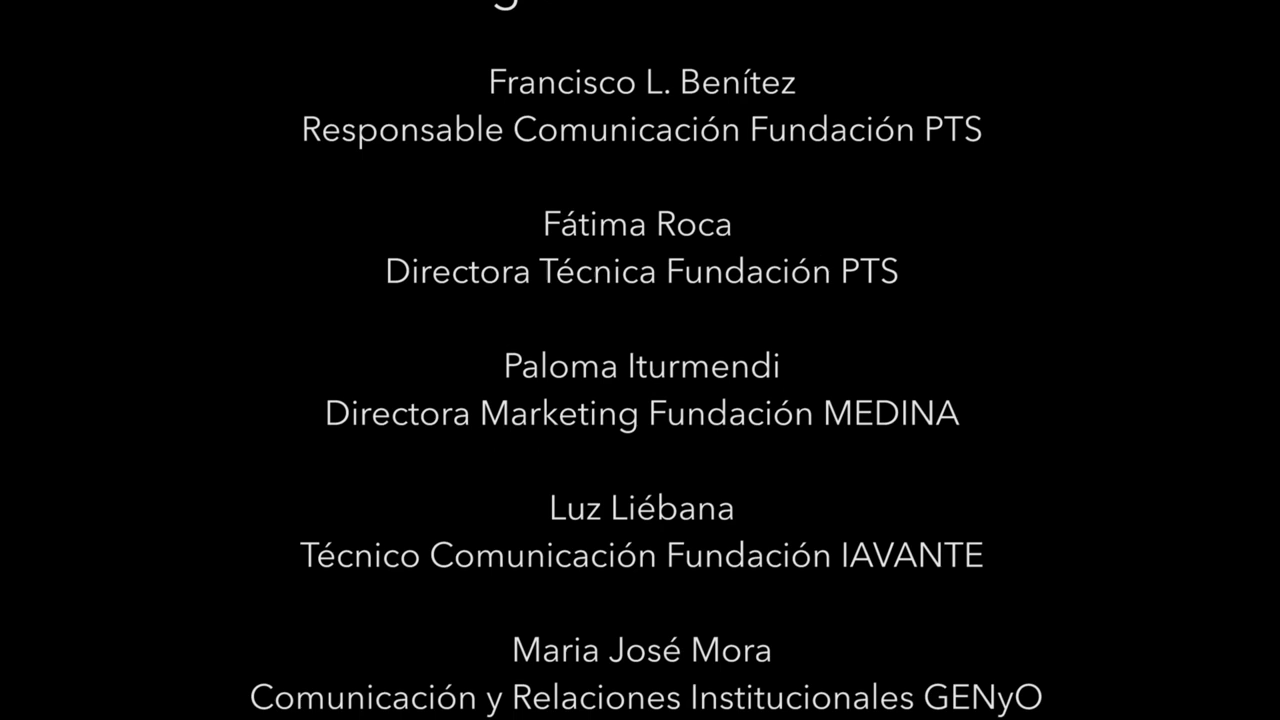 Francisco L. Benítez
Responsable Comunicación Fundación PTS
Fátima Roca
Directora Técnica Fundación PTS
Paloma Iturmendi
Directora Marketing Fundación MEDINA
Luz Liébana
Técnico Comunicación Fundación IAVANTE
Maria José Mora
Comunicación y Relaciones Institucionales GENyO